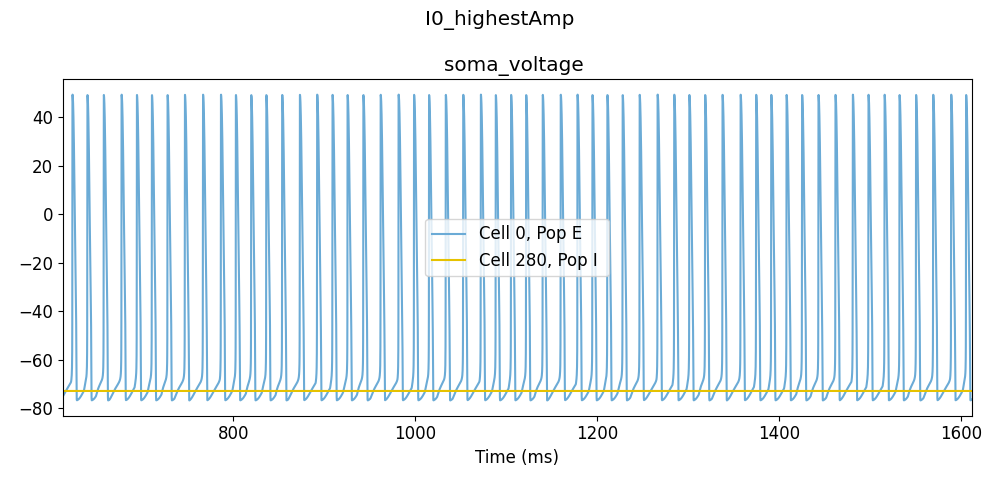 I0_highestAmp
soma_voltage
40
20
0
−20
−40
−60
−80
Cell 0, Pop E
Cell 280, Pop I
800
1000
1200
1400
1600
Time (ms)